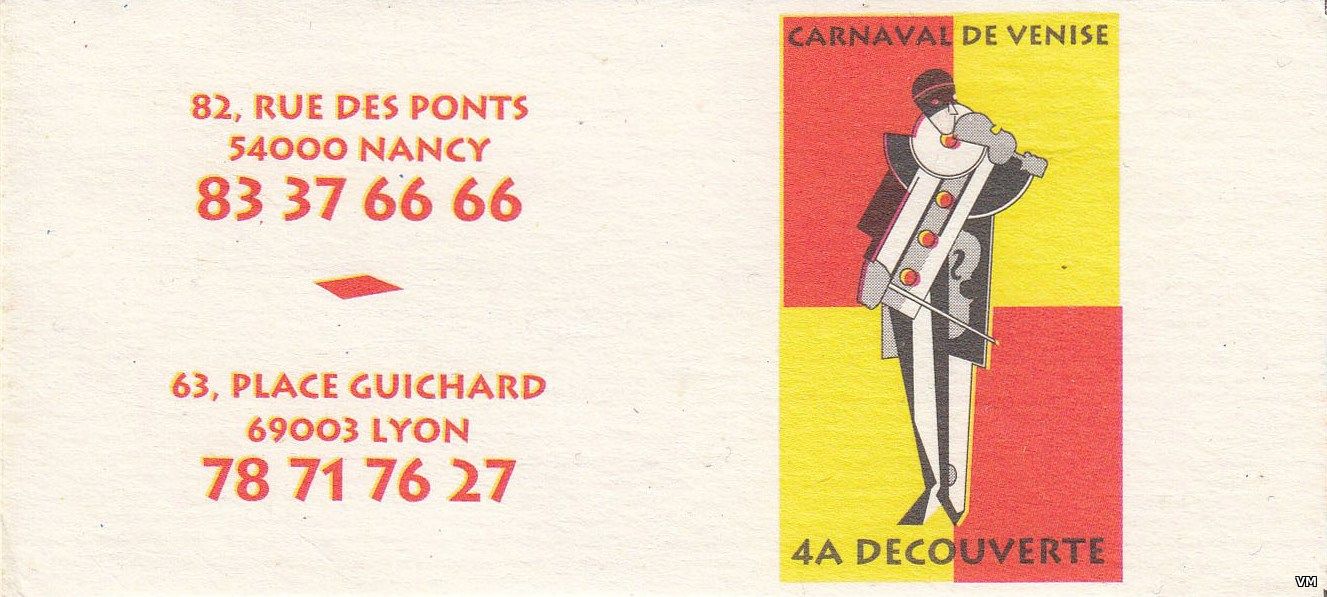 82, RUE DES PONTS
54000 NANCY
83 37 66 66
63, PLACE GUICHARD
69003 LYON
78 71 76 27
CARNAVAL DE VENISE
4A DECOUVERTE
VM